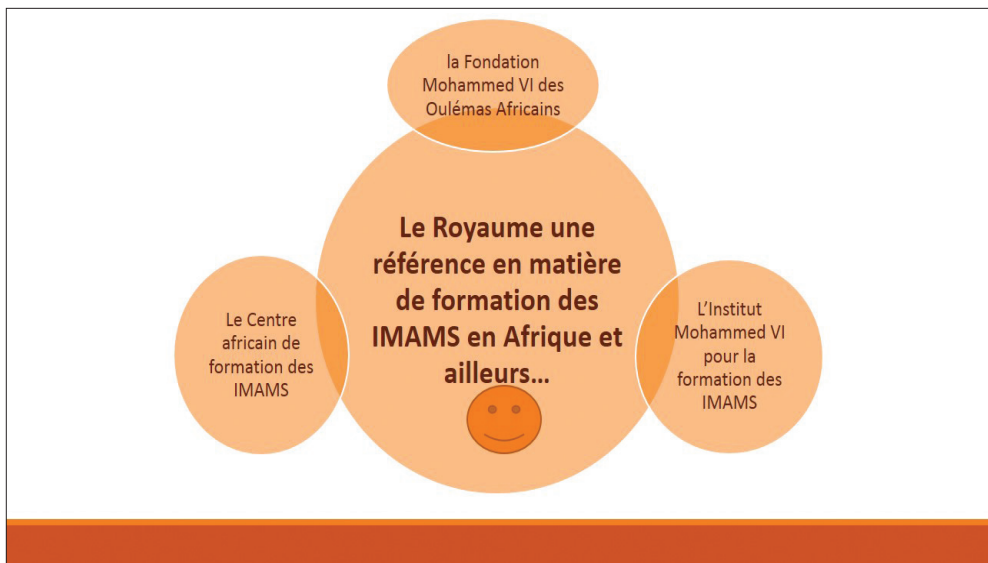 la Fondation
Mohammed VI des
Oulémas Africains
Le Royaume une
référence en matière
de formation des
IMAMS en Afrique et
ailleurs…
Le Centre
africain de
formation des
IMAMS
L’Institut
Mohammed VI
pour la
formation des
IMAMS